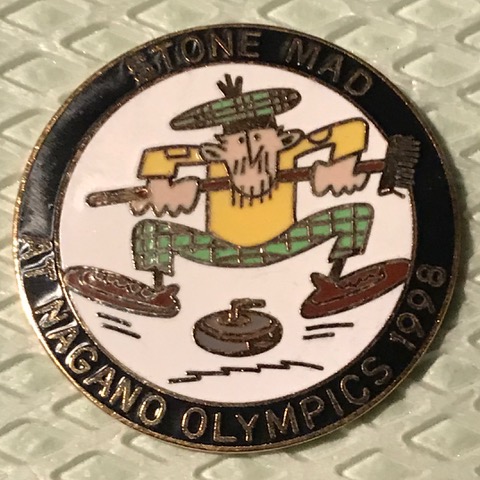 STONE MAD
AT NAGANO OLYMPICS 1998